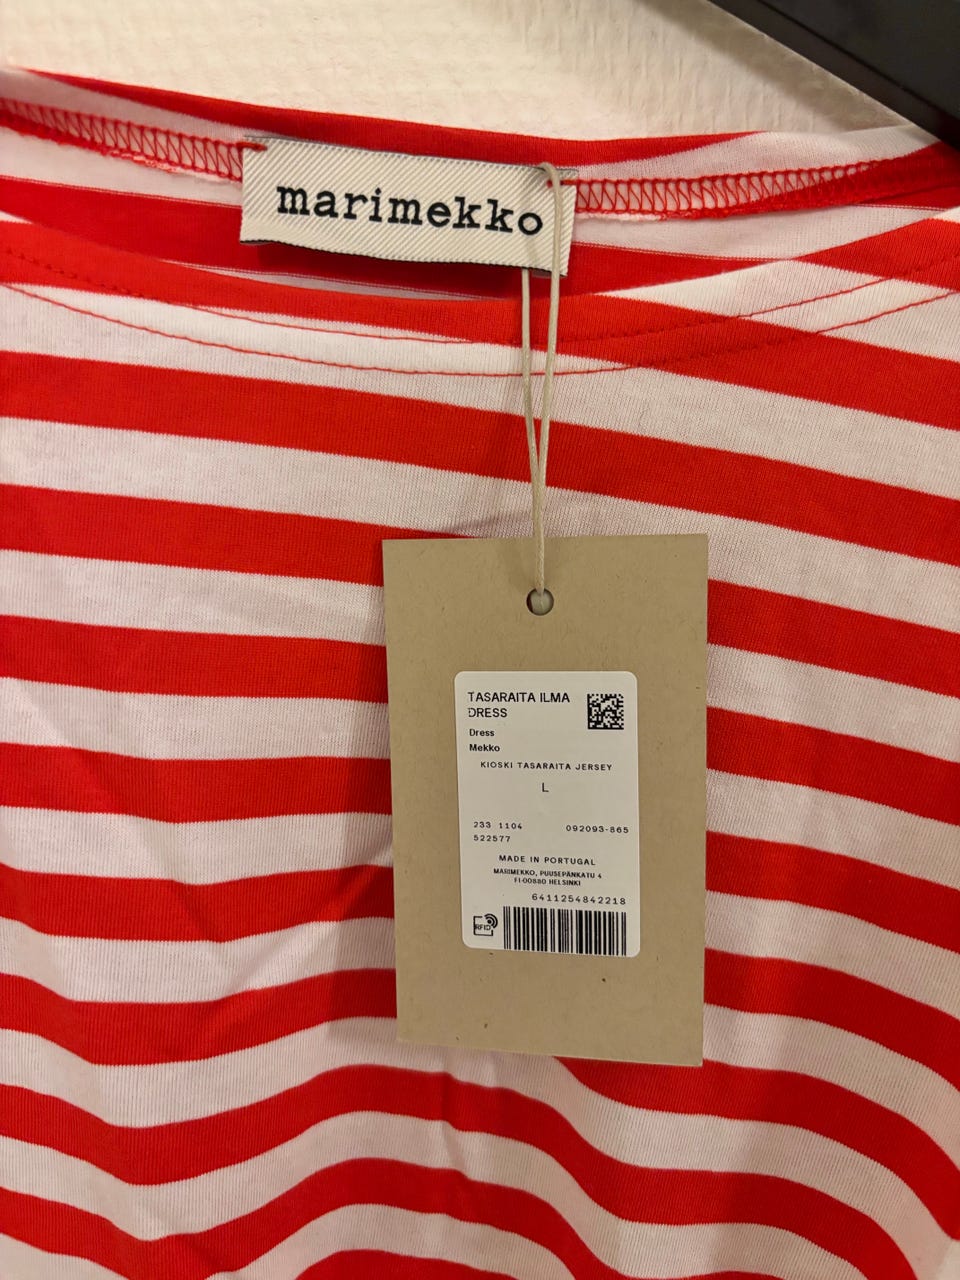 marimekko
TASARAITA ILMA
DRESS
Dress
Mekko
KIOSKI TASARAITA JERSEY
L
233 1104 092093-865
522577
MADE IN PORTUGAL
MARIMEKKO, PUUSEPÄNKATU 4
FI-00880 HELSINKI
6411254842218
RFID